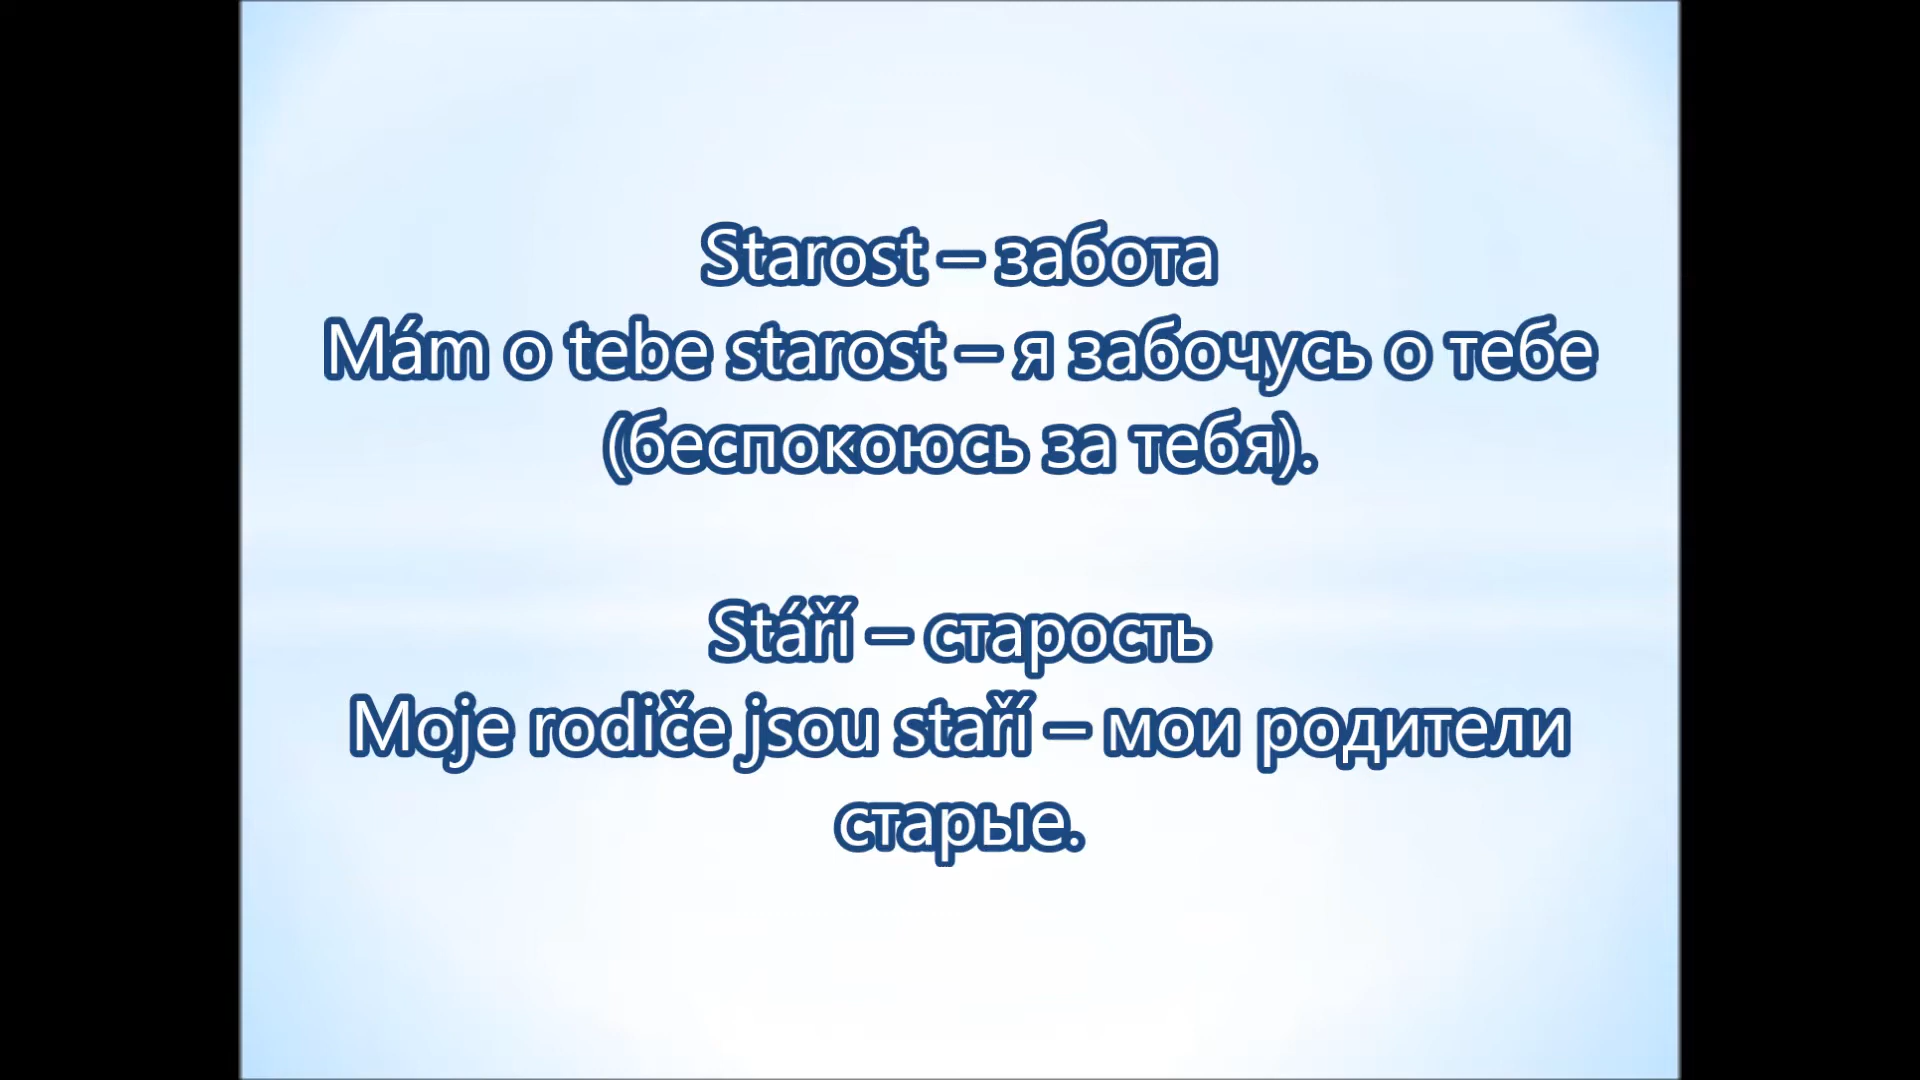 Starost – забота
Mám o tebe starost – я забочусь о тебе
(беспокоюсь за тебя).
Stáří – старость
Moje rodiče jsou staří – мои родители
старые.